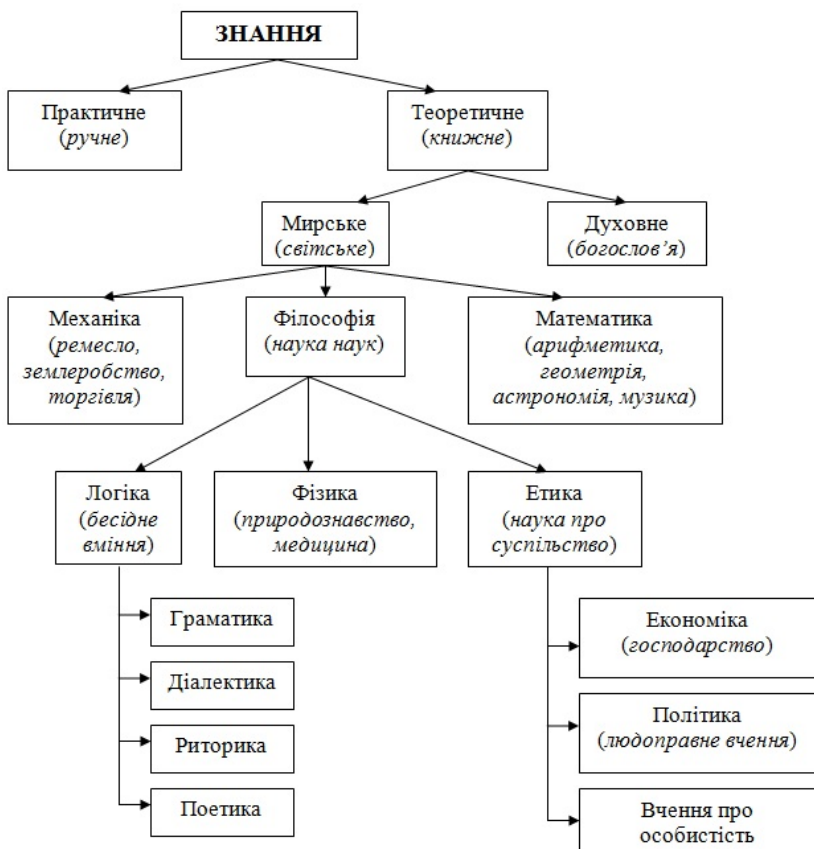 ЗНАННЯ
Практичне
(ручне)
Теоретичне
(книжне)
Мирське
(світське)
Духовне
(богослов’я)
Механіка
(ремесло,
землеробство,
торгівля)
Філософія
(наука наук)
Математика
(арифметика,
геометрія,
астрономія, музика)
Логіка
(бесідне
вміння)
Фізика
(природознавство,
медицина)
Етика
(наука про
суспільство)
Граматика
Діалектика
Риторика
Поетика
Економіка
(господарство)
Політика
(людоправне вчення)
Вчення про
особистість